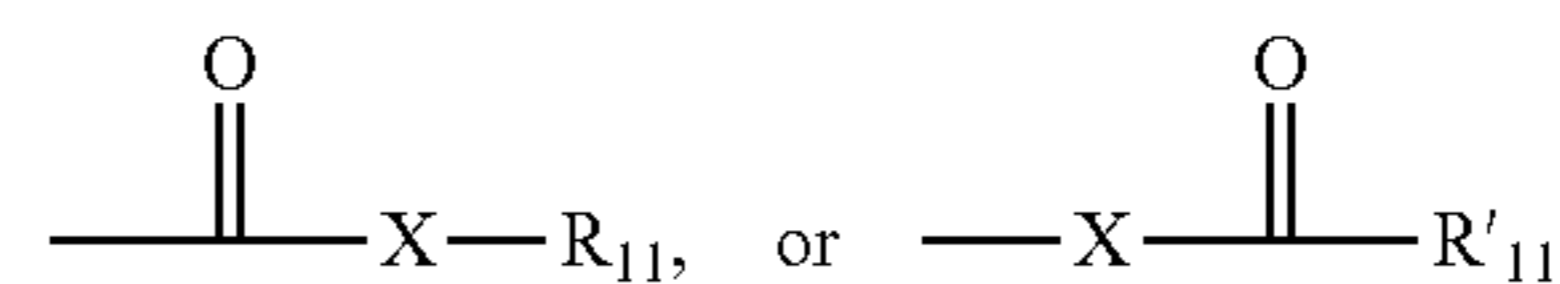 O O
X—R₁₁, or —X R′₁₁